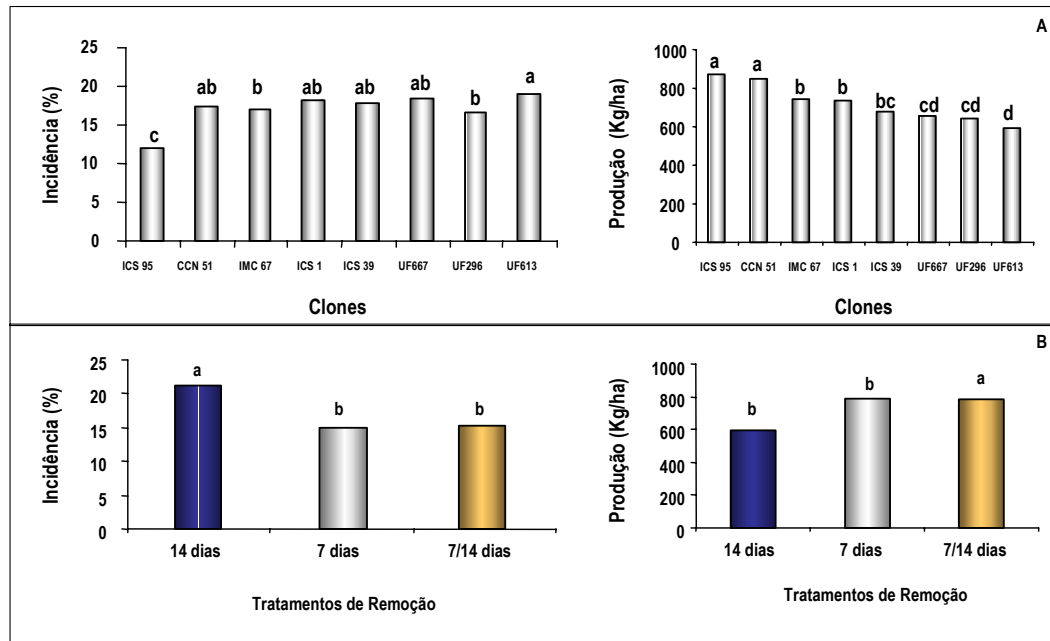 A
25
20
15
10
5
0
Incidência (%)
c
ab
b
ab
ab
ab
b
a
ICS 95 CCN 51 IMC 67 ICS 1 ICS 39 UF667 UF296 UF613
Clones
1000
800
600
400
200
0
Produção (Kg/ha)
a
a
b
b
bc
cd
cd
d
ICS 95 CCN 51 IMC 67 ICS 1 ICS 39 UF667 UF296 UF613
Clones
B
25
20
15
10
5
0
Incidência (%)
a
b
b
14 dias 7 dias 7/14 dias
Tratamentos de Remoção
1000
800
600
400
200
0
Produção (Kg/ha)
b
b
a
14 dias 7 dias 7/14 dias
Tratamentos de Remoção